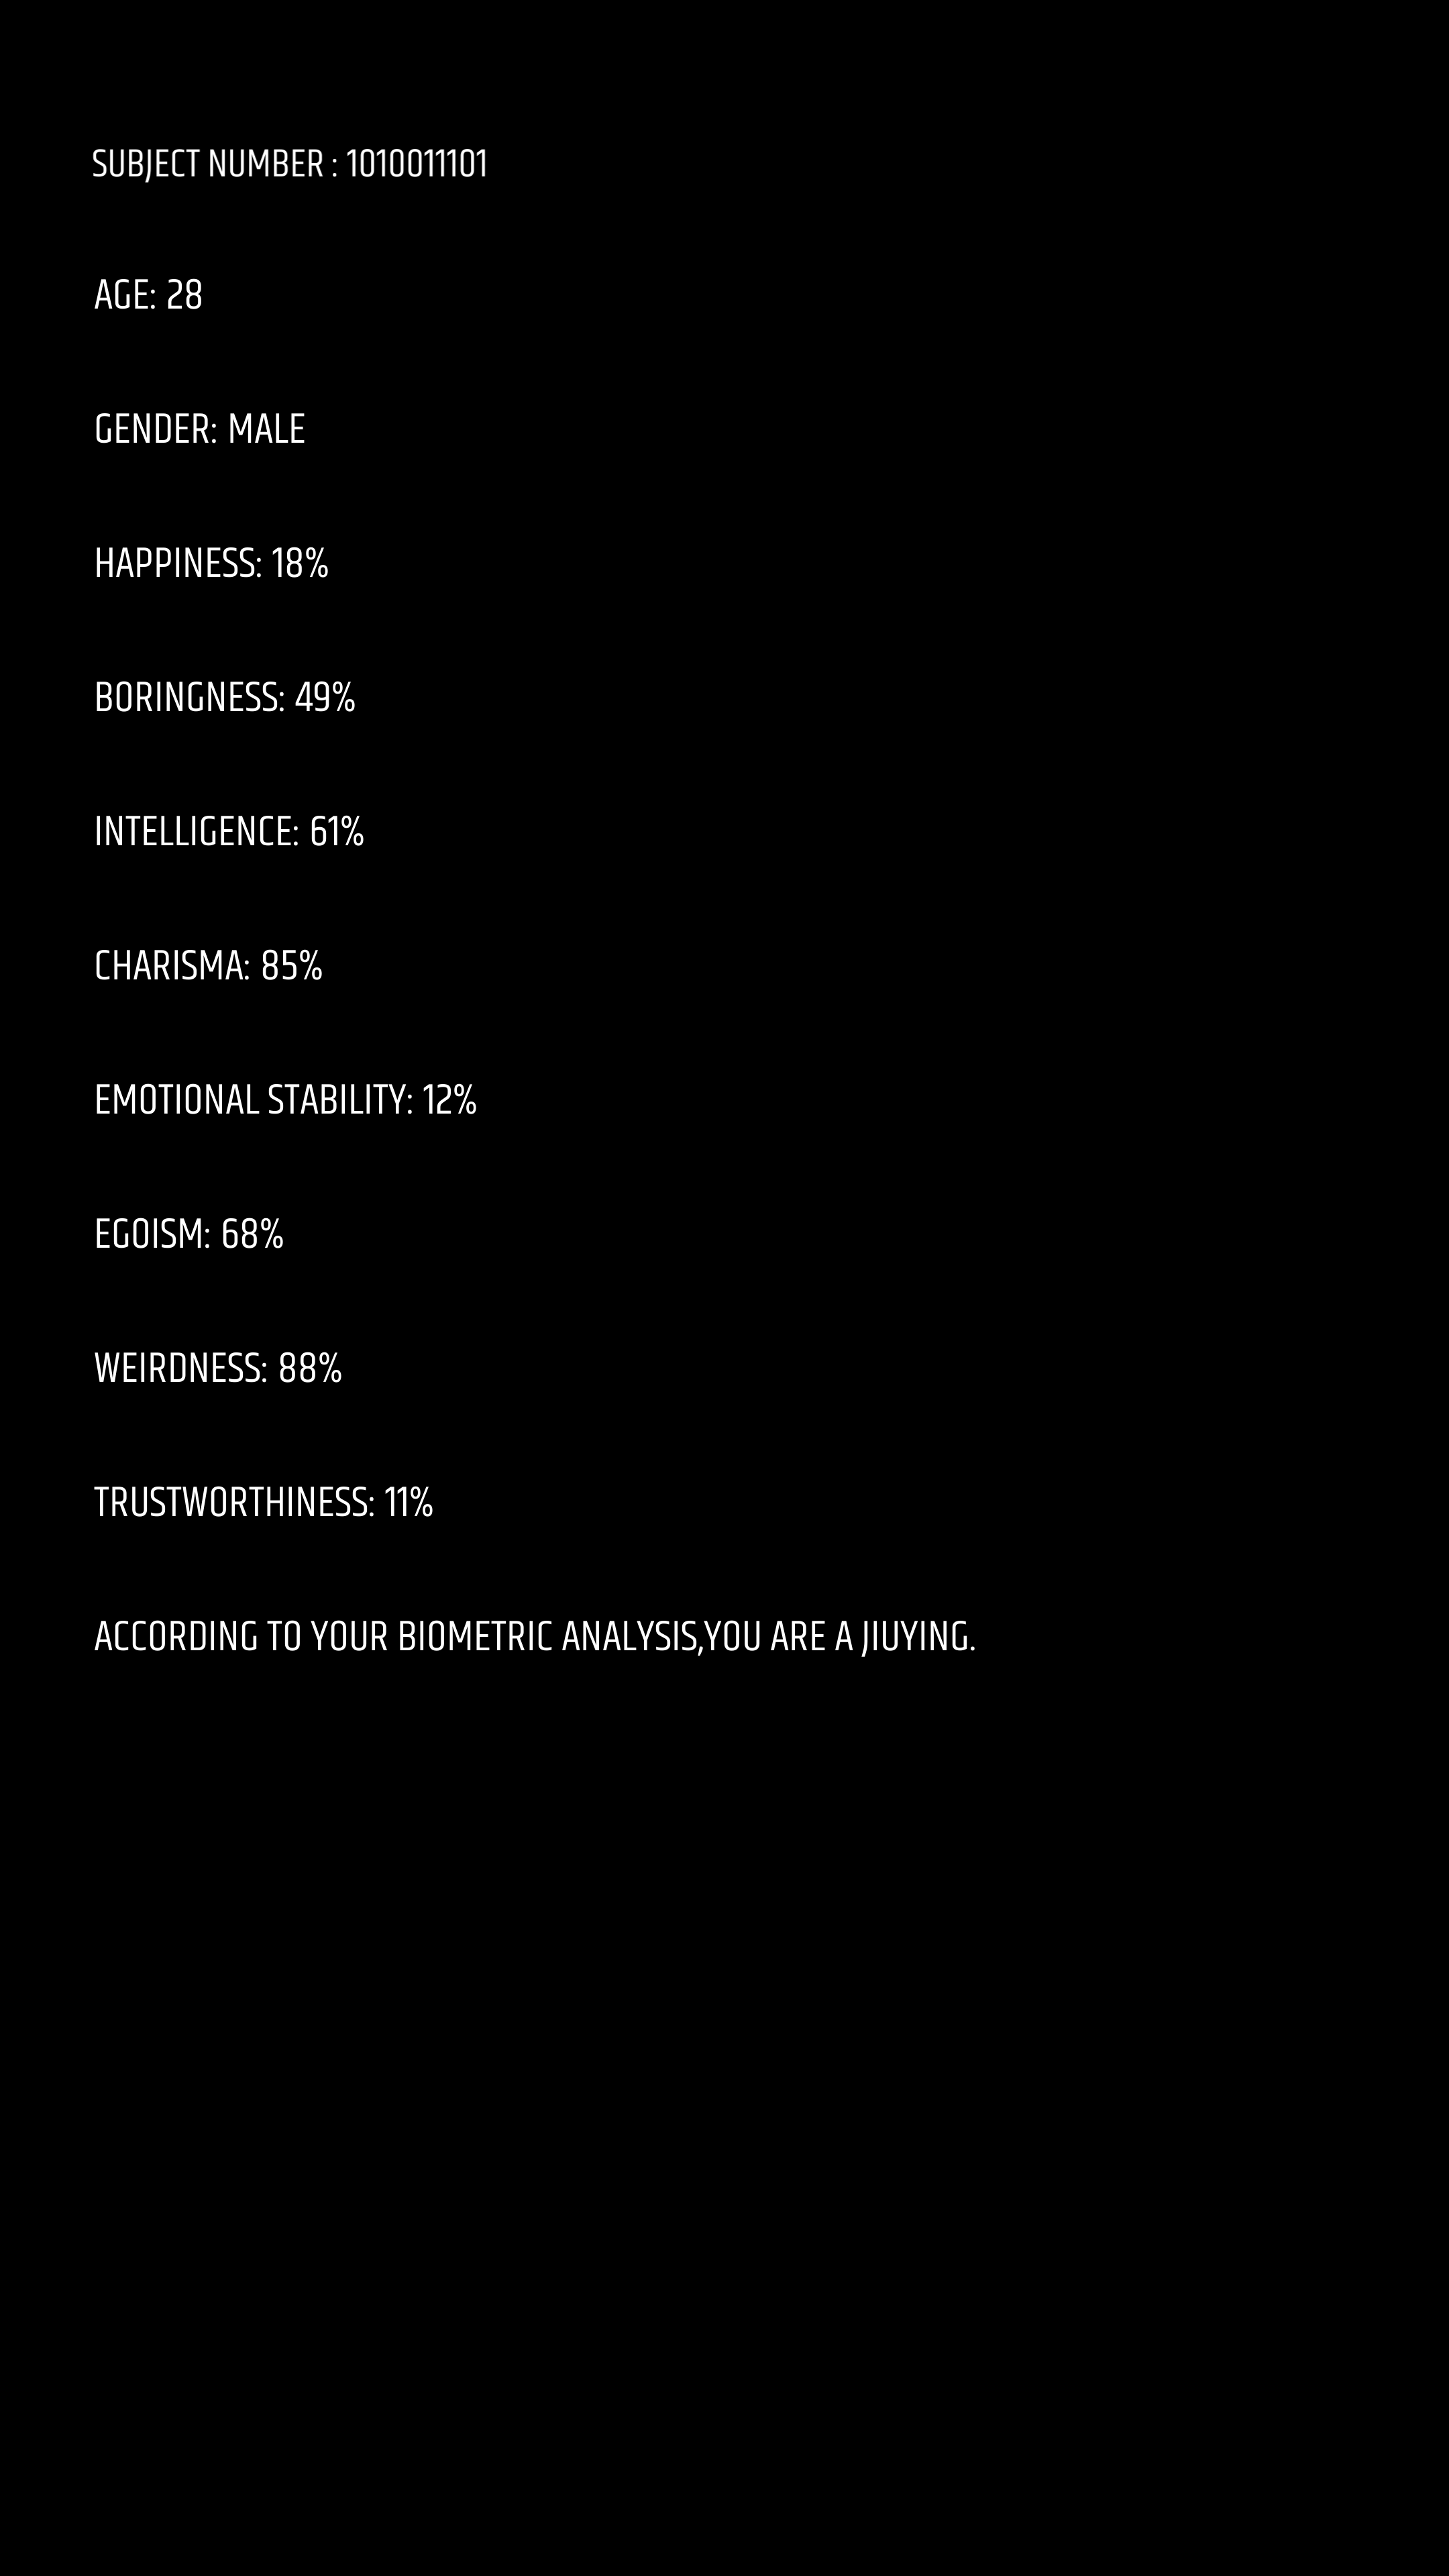 SUBJECT NUMBER : 1010011101
AGE: 28
GENDER: MALE
HAPPINESS: 18%
BORINGNESS: 49%
INTELLIGENCE: 61%
CHARISMA: 85%
EMOTIONAL STABILITY: 12%
EGOISM: 68%
WEIRDNESS: 88%
TRUSTWORTHINESS: 11%
ACCORDING TO YOUR BIOMETRIC ANALYSIS,YOU ARE A JIUYING.